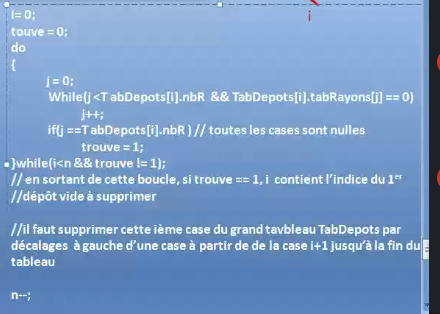 i
i= 0;
touve = 0;
do
{
j = 0;
While(j <T abDepots[i].nbR && TabDepots[i].tabRayons[j] == 0)
j++;
if(j ==T abDepots[i].nbR ) // toutes les cases sont nulles
trouve = 1;
}while(i<n && trouve != 1);
// en sortant de cette boucle, si trouve == 1, i contient l'indice du 1er
//dépôt vide à supprimer
//il faut supprimer cette ième case du grand tavbleau TabDepots par
décalages à gauche d'une case à partir de de la case i+1 jusqu'à la fin du
tableau
n--;